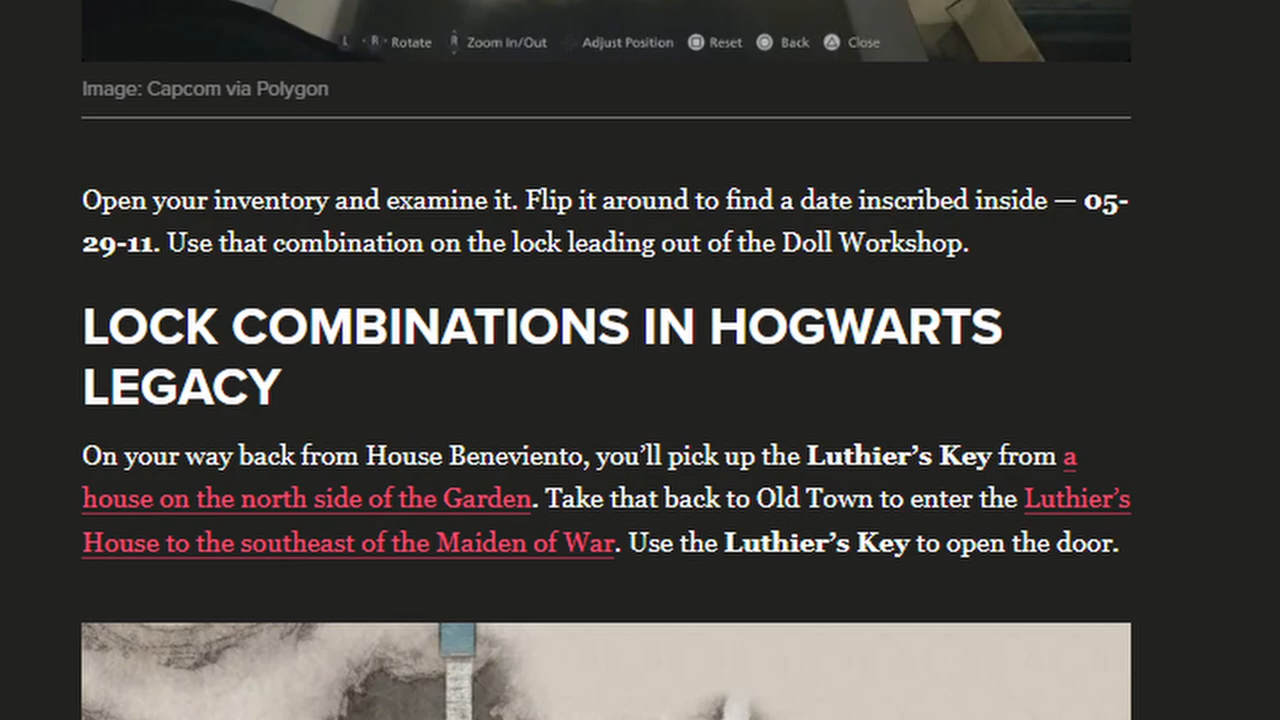 L R Rotate R Zoom In/Out Adjust Position Reset Back Close
Image: Capcom via Polygon
Open your inventory and examine it. Flip it around to find a date inscribed inside — 05-
29-11. Use that combination on the lock leading out of the Doll Workshop.
LOCK COMBINATIONS IN HOGWARTS
LEGACY
On your way back from House Beneviento, you’ll pick up the Luthier’s Key from a
house on the north side of the Garden. Take that back to Old Town to enter the Luthier’s
House to the southeast of the Maiden of War. Use the Luthier’s Key to open the door.